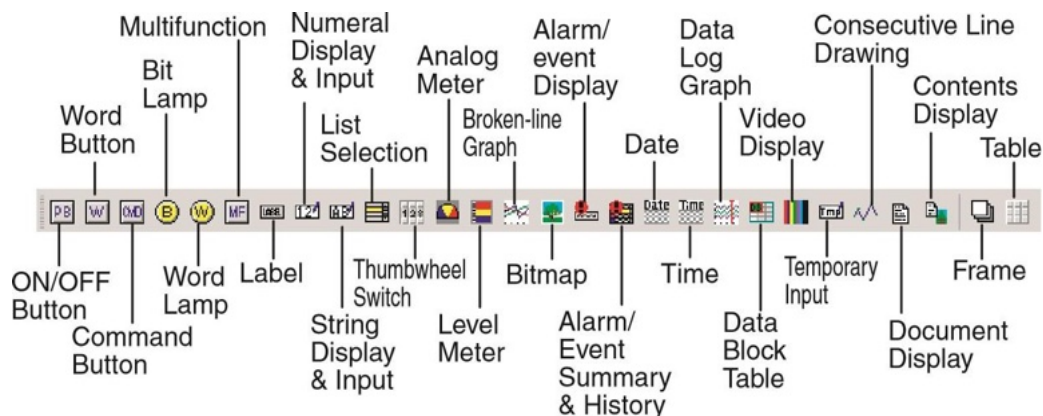 Multifunction
Numeral
Display
& Input
Alarm/
event
Display
Data
Log
Graph
Consecutive Line
Drawing
Bit
Lamp
Analog
Meter
Contents
Display
Word
Button
List
Selection
Broken-line
Graph
Date
Video
Display
Table
PB
W
CMD
B
W
MF
Date
Time
Tmp
ON/OFF
Button
Command
Button
Word
Lamp
Label
String
Display
& Input
Thumbwheel
Switch
Level
Meter
Bitmap
Alarm/
Event
Summary
& History
Time
Data
Block
Table
Temporary
Input
Document
Display
Frame